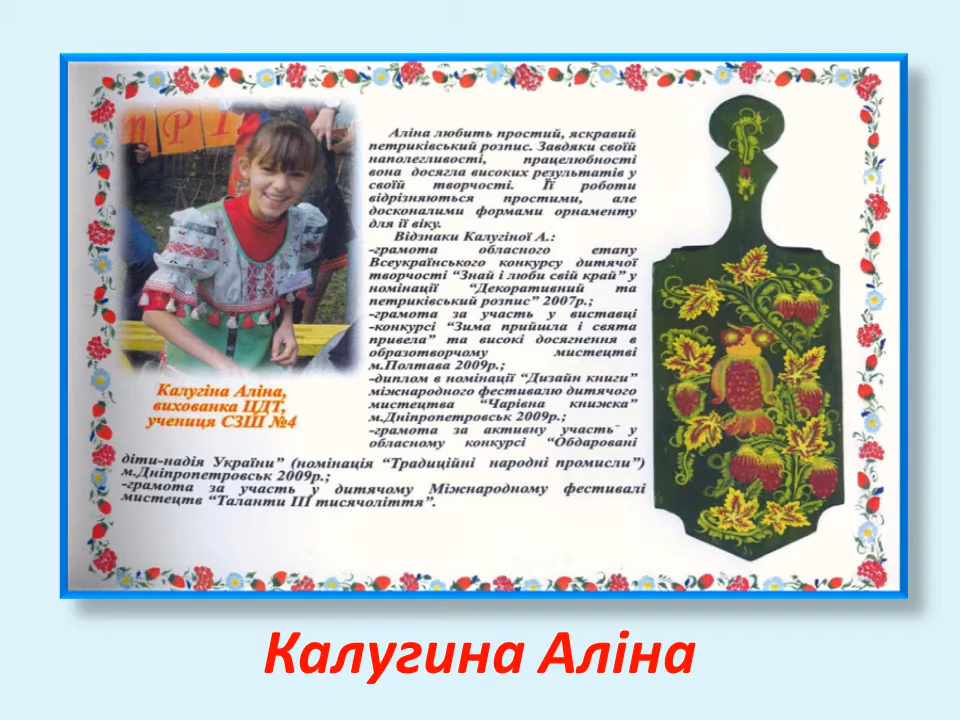 ПРІ
Аліна любить простий, яскравий
петриківський розпис. Завдяки своїй
наполегливості, працелюбності
вона досягла високих результатів у
своїй творчості. Її роботи
відрізняються простими, але
досконалими формами орнаменту
для її віку.
Відзнаки Калугіної А.:
-грамота обласного етапу
Всеукраїнського конкурсу дитячої
творчості “Знай і люби свій край” у
номінації “Декоративний та
петриківський розпис” 2007р.;
-грамота за участь у виставці
-конкурсі “Зима прийшла і свята
привела” та високі досягнення в
образотворчому мистецтві
м.Полтава 2009р.;
-диплом в номінації “Дизайн книги”
міжнародного фестивалю дитячого
мистецтва “Чарівна книжка”
м.Дніпропетровськ 2009р.;
-грамота за активну участь у
обласному конкурсі “Обдаровані
діти-надія України” (номінація “Традиційні народні промисли”)
м.Дніпропетровськ 2009р.;
-грамота за участь у дитячому Міжнародному фестивалі
мистецтв “Таланти ІІІ тисячоліття”.
Калугіна Аліна,
вихованка ЦДТ,
учениця СЗШ №4
Калугина Аліна